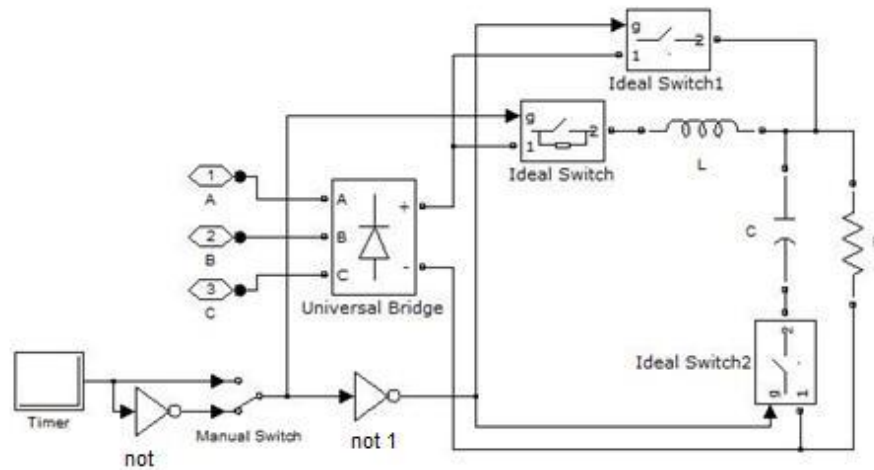 g
1
2
Ideal Switch1
g
1
2
Ideal Switch
L
1
A
2
B
3
C
A
B
C
+
-
Universal Bridge
C
2
g
1
Ideal Switch2
Timer
not
Manual Switch
not 1